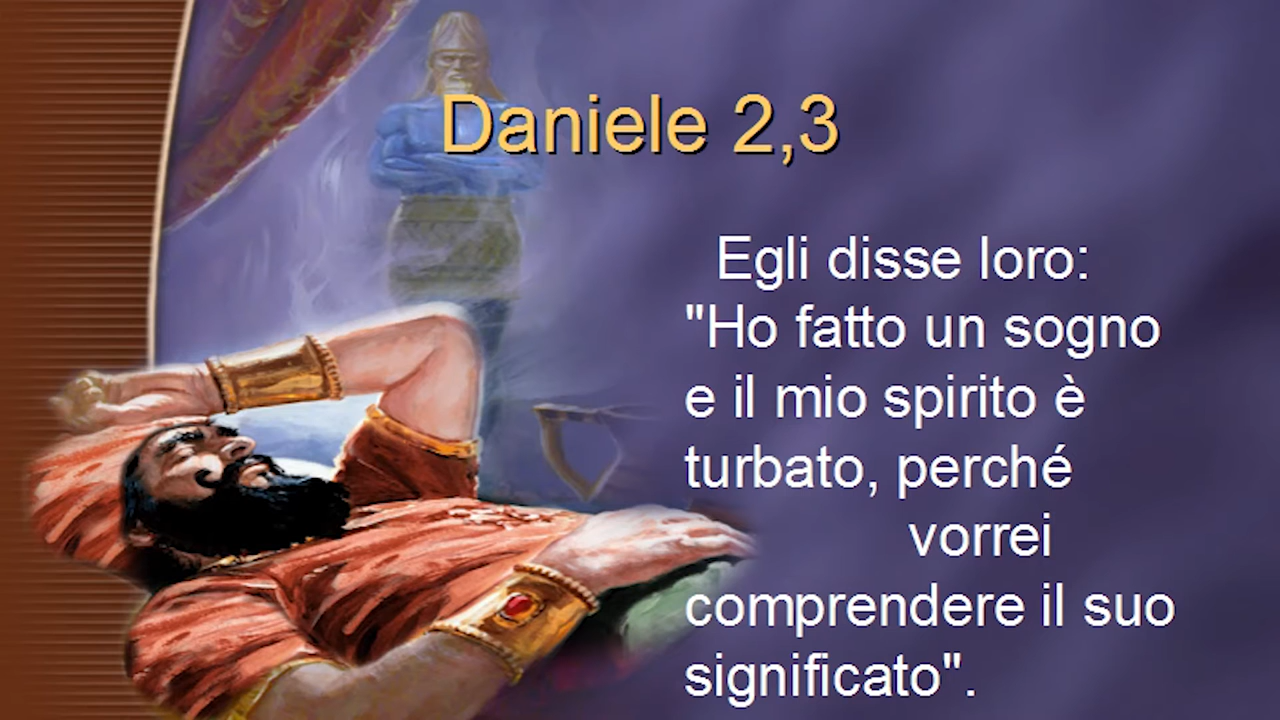 Daniele 2,3
Egli disse loro:
"Ho fatto un sogno
e il mio spirito è
turbato, perché
vorrei
comprendere il suo
significato".